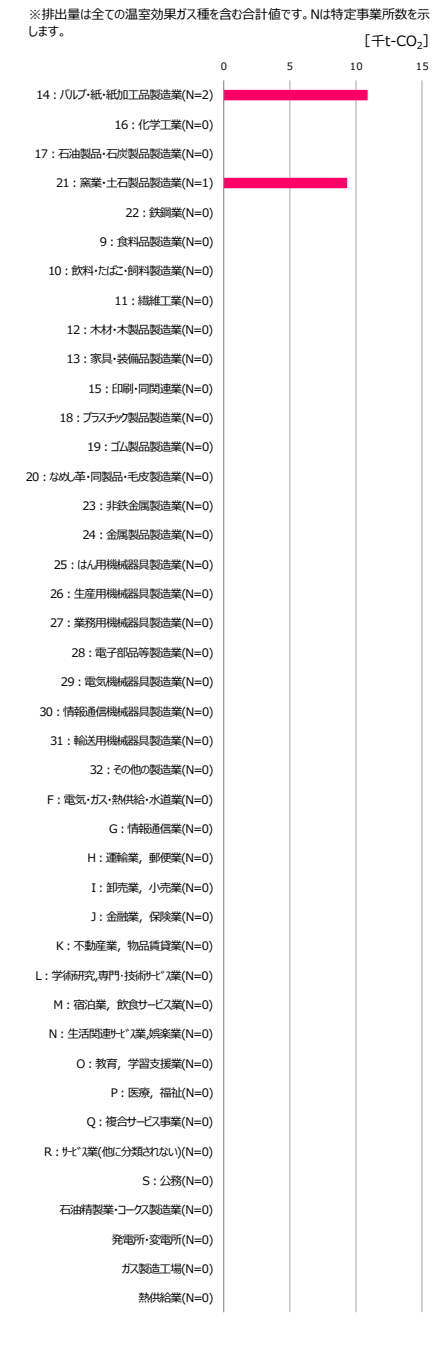 ※排出量は全ての温室効果ガス種を含む合計値です。Nは特定事業所数を示
します。
[千t-CO₂]
0 5 10 15
14：パルプ・紙・紙加工品製造業(N=2)
16：化学工業(N=0)
17：石油製品・石炭製品製造業(N=0)
21：窯業・土石製品製造業(N=1)
22：鉄鋼業(N=0)
9：食料品製造業(N=0)
10：飲料・たばこ・飼料製造業(N=0)
11：繊維工業(N=0)
12：木材・木製品製造業(N=0)
13：家具・装備品製造業(N=0)
15：印刷・同関連業(N=0)
18：プラスチック製品製造業(N=0)
19：ゴム製品製造業(N=0)
20：なめし革・同製品・毛皮製造業(N=0)
23：非鉄金属製造業(N=0)
24：金属製品製造業(N=0)
25：はん用機械器具製造業(N=0)
26：生産用機械器具製造業(N=0)
27：業務用機械器具製造業(N=0)
28：電子部品等製造業(N=0)
29：電気機械器具製造業(N=0)
30：情報通信機械器具製造業(N=0)
31：輸送用機械器具製造業(N=0)
32：その他の製造業(N=0)
F：電気・ガス・熱供給・水道業(N=0)
G：情報通信業(N=0)
H：運輸業，郵便業(N=0)
I：卸売業，小売業(N=0)
J：金融業，保険業(N=0)
K：不動産業，物品賃貸業(N=0)
L：学術研究,専門・技術ｻｰﾋﾞｽ業(N=0)
M：宿泊業，飲食サービス業(N=0)
N：生活関連ｻｰﾋﾞｽ業,娯楽業(N=0)
O：教育，学習支援業(N=0)
P：医療，福祉(N=0)
Q：複合サービス事業(N=0)
R：ｻｰﾋﾞｽ業(他に分類されない)(N=0)
S：公務(N=0)
石油精製業・コークス製造業(N=0)
発電所・変電所(N=0)
ガス製造工場(N=0)
熱供給業(N=0)